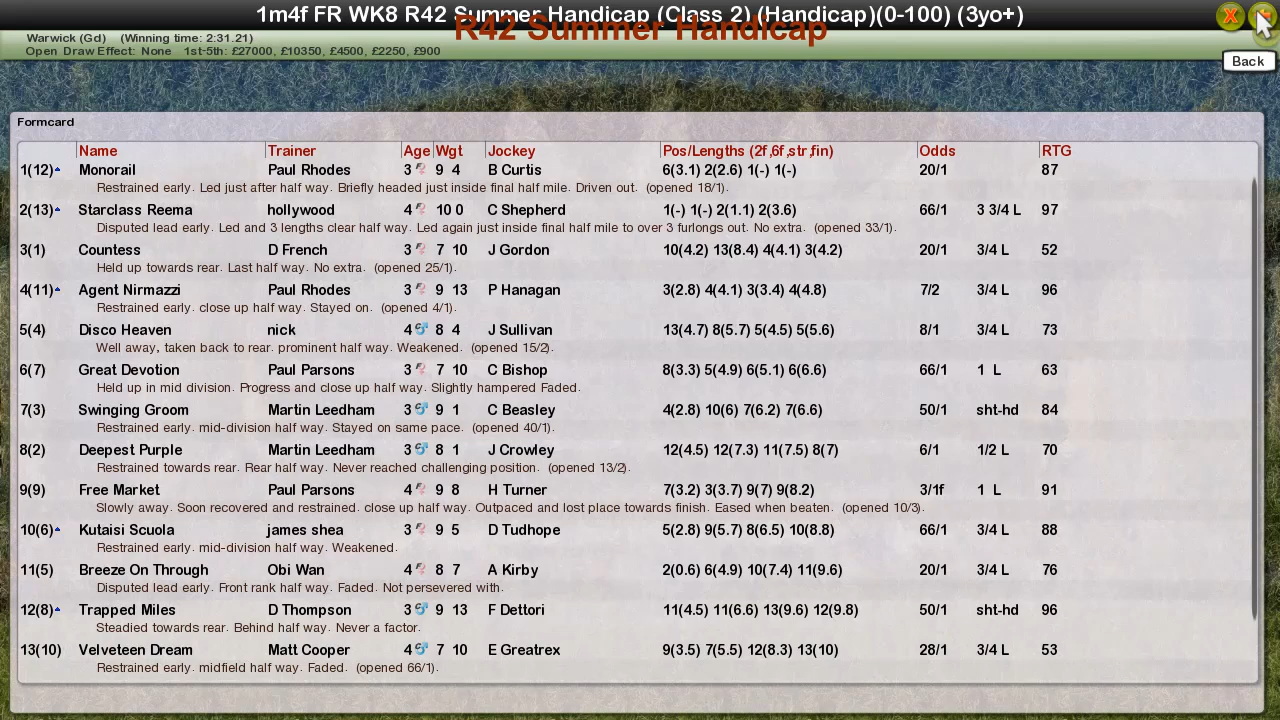 1m4f FR WK8 R42 Summer Handicap (Class 2) (Handicap)(0-100) (3yo+)
R42 Summer Handicap
Warwick (Gd) (Winning time: 2:31.21)
Open Draw Effect: None 1st-5th: £27000, £10350, £4500, £2250, £900
X
Back
Formcard
Name Trainer Age Wgt Jockey Pos/Lengths (2f,6f,str,fin) Odds RTG
1(12) Monorail Paul Rhodes 3 9 4 B Curtis 6(3.1) 2(2.6) 1(-) 1(-) 20/1 87
Restrained early. Led just after half way. Briefly headed just inside final half mile. Driven out. (opened 18/1).
2(13) Starclass Reema hollywood 4 10 0 C Shepherd 1(-) 1(-) 2(1.1) 2(3.6) 66/1 3 3/4 L 97
Disputed lead early. Led and 3 lengths clear half way. Led again just inside final half mile to over 3 furlongs out. No extra. (opened 33/1).
3(1) Countess D French 3 7 10 J Gordon 10(4.2) 13(8.4) 4(4.1) 3(4.2) 20/1 3/4 L 52
Held up towards rear. Last half way. No extra. (opened 25/1).
4(11) Agent Nirmazzi Paul Rhodes 3 9 13 P Hanagan 3(2.8) 4(4.1) 3(3.4) 4(4.8) 7/2 3/4 L 96
Restrained early. close up half way. Stayed on. (opened 4/1).
5(4) Disco Heaven nick 4 8 4 J Sullivan 13(4.7) 8(5.7) 5(4.5) 5(5.6) 8/1 3/4 L 73
Well away, taken back to rear. prominent half way. Weakened. (opened 15/2).
6(7) Great Devotion Paul Parsons 3 7 10 C Bishop 8(3.3) 5(4.9) 6(5.1) 6(6.6) 66/1 1 L 63
Held up in mid division. Progress and close up half way. Slightly hampered Faded.
7(3) Swinging Groom Martin Leedham 3 9 1 C Beasley 4(2.8) 10(6) 7(6.2) 7(6.6) 50/1 sht-hd 84
Restrained early. mid-division half way. Stayed on same pace. (opened 40/1).
8(2) Deepest Purple Martin Leedham 3 8 1 J Crowley 12(4.5) 12(7.3) 11(7.5) 8(7) 6/1 1/2 L 70
Restrained towards rear. Rear half way. Never reached challenging position. (opened 13/2).
9(9) Free Market Paul Parsons 4 9 8 H Turner 7(3.2) 3(3.7) 9(7) 9(8.2) 3/1f 1 L 91
Slowly away. Soon recovered and restrained. close up half way. Outpaced and lost place towards finish. Eased when beaten. (opened 10/3).
10(6) Kutaisi Scuola james shea 3 9 5 D Tudhope 5(2.8) 9(5.7) 8(6.5) 10(8.8) 66/1 3/4 L 88
Restrained early. mid-division half way. Weakened.
11(5) Breeze On Through Obi Wan 4 8 7 A Kirby 2(0.6) 6(4.9) 10(7.4) 11(9.6) 20/1 3/4 L 76
Disputed lead early. Front rank half way. Faded. Not persevered with.
12(8) Trapped Miles D Thompson 3 9 13 F Dettori 11(4.5) 11(6.6) 13(9.6) 12(9.8) 50/1 sht-hd 96
Steadied towards rear. Behind half way. Never a factor.
13(10) Velveteen Dream Matt Cooper 4 7 10 E Greatrex 9(3.5) 7(5.5) 12(8.3) 13(10) 28/1 3/4 L 53
Restrained early. midfield half way. Faded. (opened 66/1).